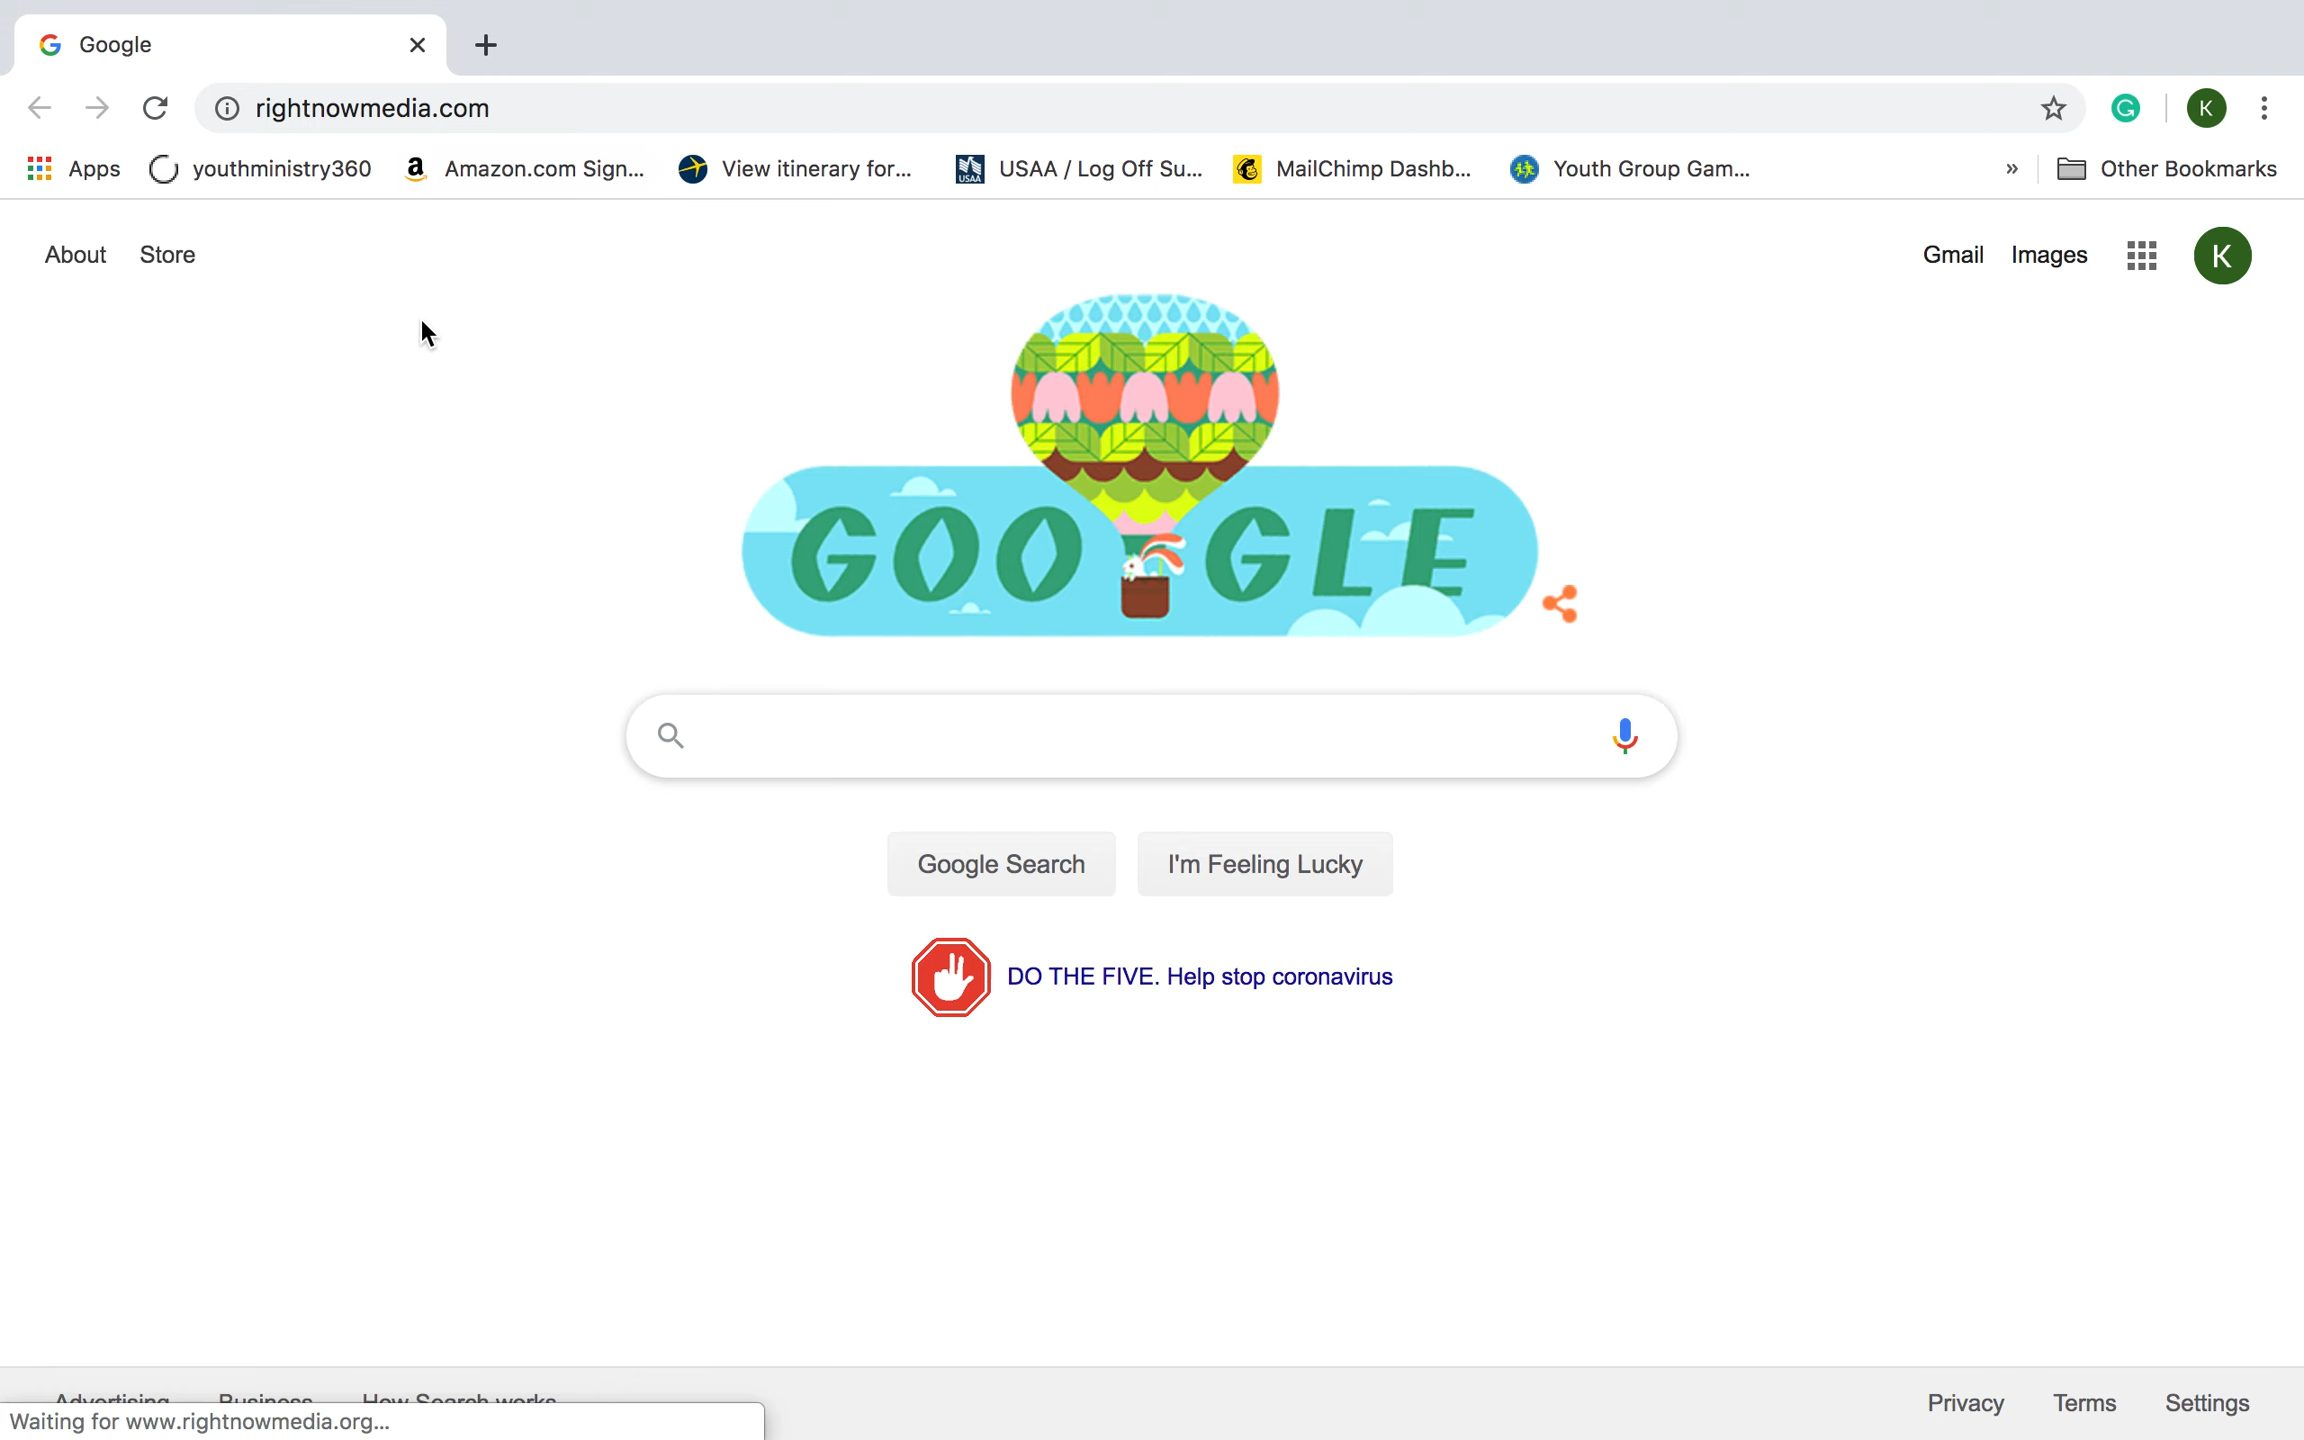 Google
rightnowmedia.com
K
Apps youthministry360 Amazon.com Sign... View itinerary for... USAA / Log Off Su... MailChimp Dashb... Youth Group Gam... » Other Bookmarks
About Store Gmail Images K
GOOGLE
Google Search I'm Feeling Lucky
DO THE FIVE. Help stop coronavirus
Advertising Business How Search works Privacy Terms Settings
Waiting for www.rightnowmedia.org...